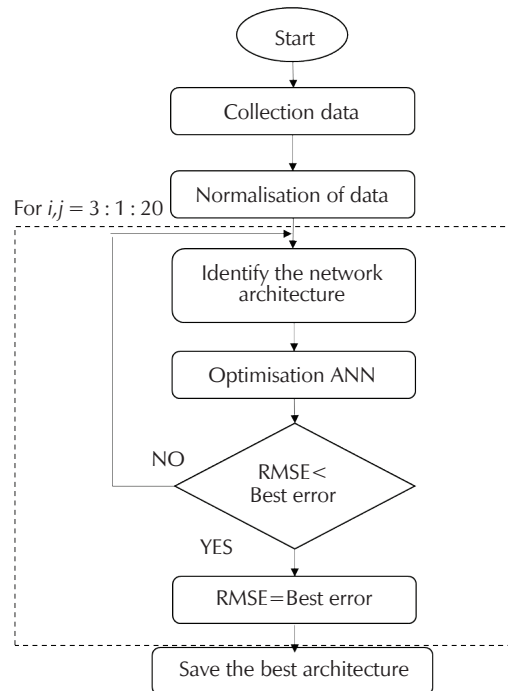 Start
Collection data
Normalisation of data
For i,j = 3 : 1 : 20
Identify the network
architecture
Optimisation ANN
NO
RMSE<
Best error
YES
RMSE=Best error
Save the best architecture